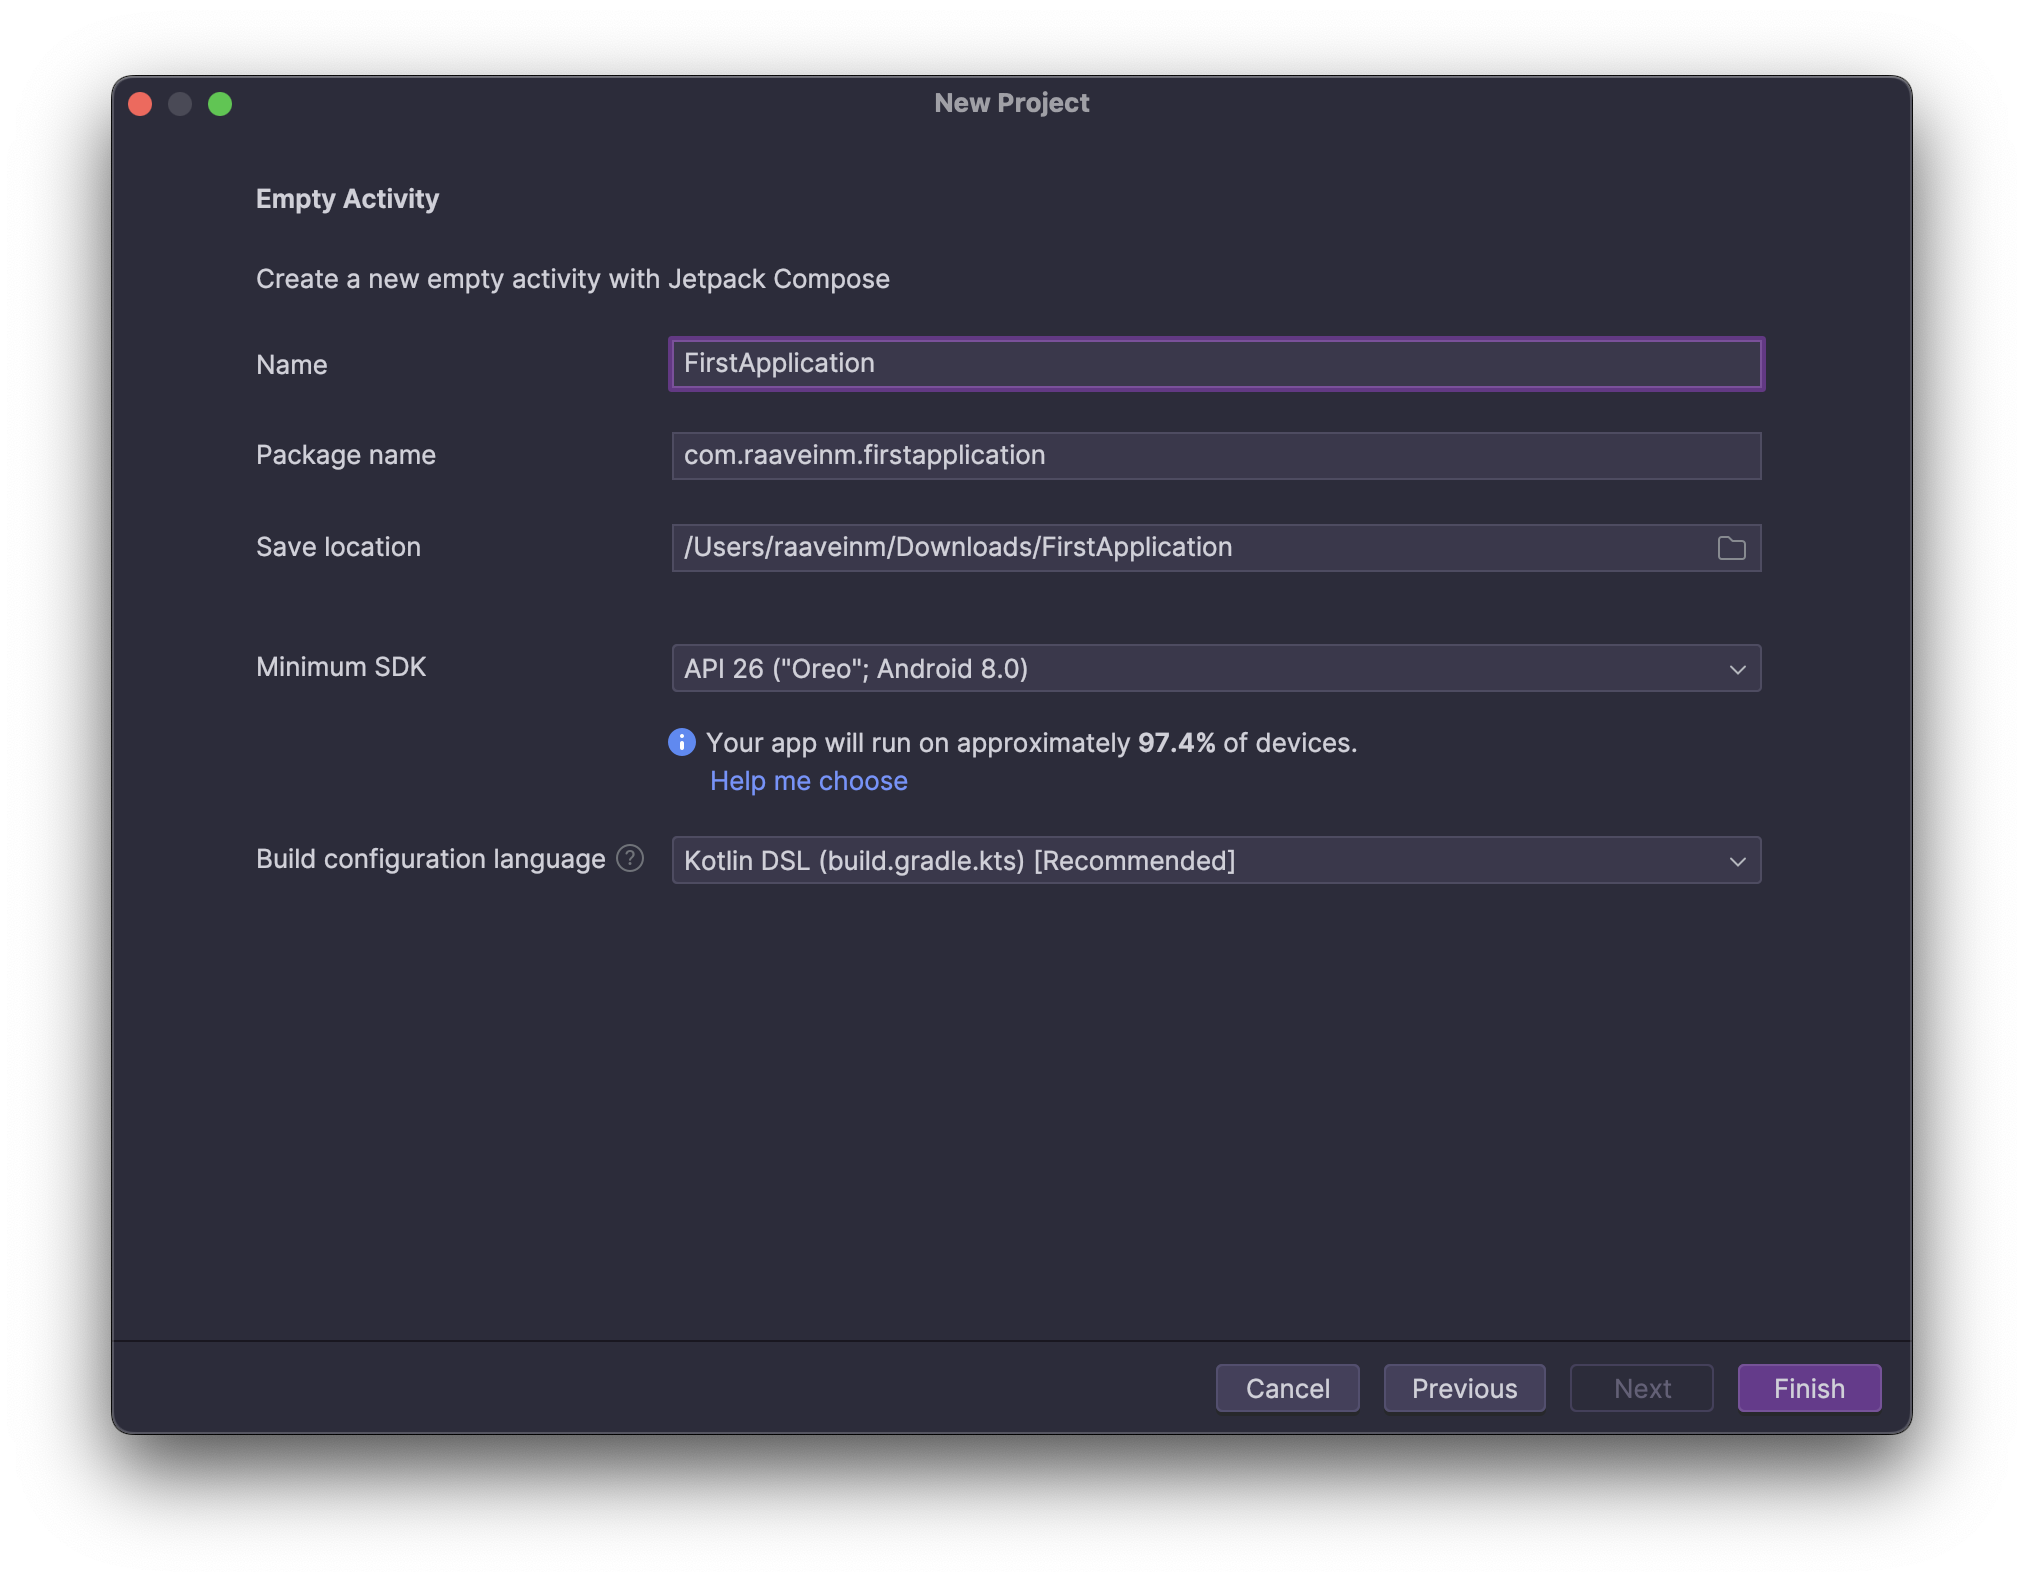 New Project
Empty Activity
Create a new empty activity with Jetpack Compose
Name
FirstApplication
Package name
com.raaveinm.firstapplication
Save location
/Users/raaveinm/Downloads/FirstApplication
Minimum SDK
API 26 ("Oreo"; Android 8.0)
Your app will run on approximately 97.4% of devices.
Help me choose
Build configuration language ?
Kotlin DSL (build.gradle.kts) [Recommended]
Cancel
Previous
Next
Finish